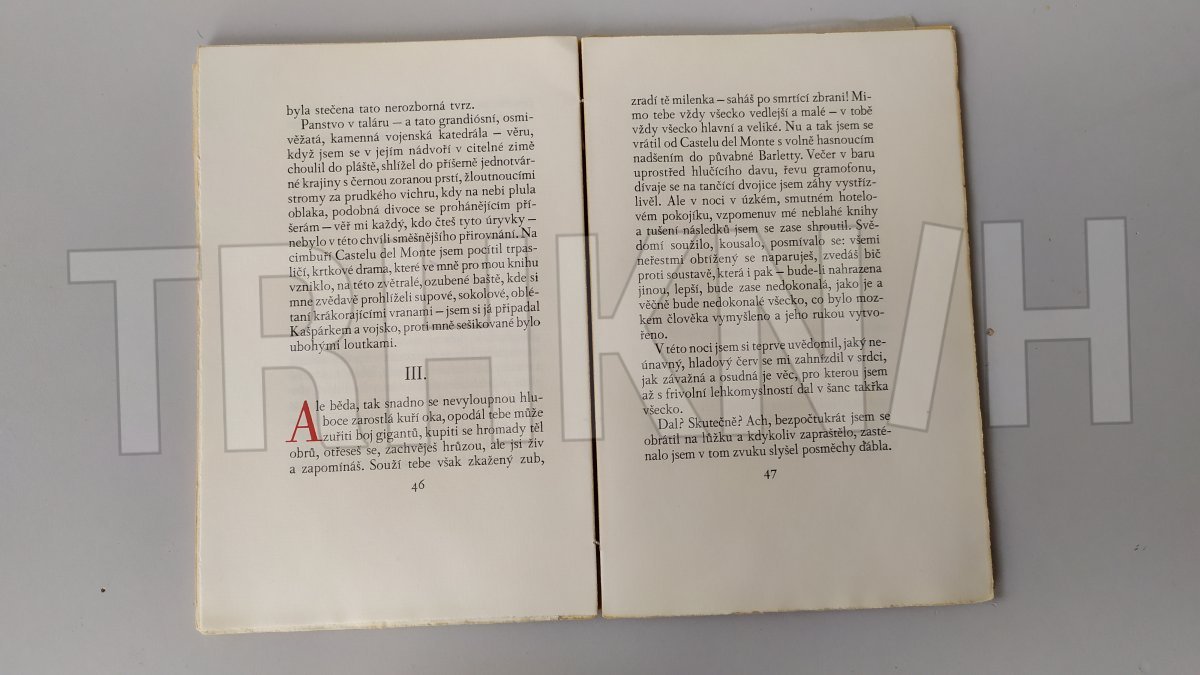 byla stečena tato nerozborná tvrz.
Panstvo v taláru — a tato grandiósní, osmi-
věžatá, kamenná vojenská katedrála — věru,
když jsem se v jejím nádvoří v citelné zimě
choulil do pláště, shlížel do příšerně jednotvár-
né krajiny s černou zoranou prstí, žloutnoucími
stromy za prudkého vichru, kdy na nebi plula
oblaka, podobná divoce se prohánějícím pří-
šerám — věř mi každý, kdo čteš tyto úryvky —
nebylo v této chvíli směšnějšího přirovnání. Na
cimbuří Castelu del Monte jsem pocítil trpas-
ličí, krtkové drama, které ve mně pro mou knihu
vzniklo, na této zvětralé, ozubené baště, kde si
mne zvědavě prohlíželi supové, sokolové, oblé-
taní krákorajícími vranami — jsem si já připadal
Kašpárkem a vojsko, proti mně sešikované bylo
ubohými loutkami.
III.
Ale běda, tak snadno se nevyloupnou hlu-
boce zarostlá kuří oka, opodál tebe může
zuřiti boj gigantů, kupiti se hromady těl
obrů, otřeseš se, zachvěješ hrůzou, ale jsi živ
a zapomínáš. Souží tebe však zkažený zub,
46
zradí tě milenka — saháš po smrtící zbrani! Mi-
mo tebe vždy všecko vedlejší a malé — v tobě
vždy všecko hlavní a veliké. Nu a tak jsem se
vrátil od Castelu del Monte s volně hasnoucím
nadšením do půvabné Barletty. Večer v baru
uprostřed hlučícího davu, řevu gramofonu,
dívaje se na tančící dvojice jsem záhy vystříz-
livěl. Ale v noci v úzkém, smutném hotelo-
vém pokojíku, vzpomenuv mé neblahé knihy
a tušení následků jsem se zase shroutil. Svě-
domí soužilo, kousalo, posmívalo se: všemi
neřestmi obtížený se naparuješ, zvedáš bič
proti soustavě, která i pak — bude-li nahrazena
jinou, lepší, bude zase nedokonalá, jako je a
věčně bude nedokonalé všecko, co bylo moz-
kem člověka vymyšleno a jeho rukou vytvo-
řeno.
V této noci jsem si teprve uvědomil, jaký ne-
únavný, hladový červ se mi zahnízdil v srdci,
jak závažná a osudná je věc, pro kterou jsem
až s frivolní lehkomyslností dal v šanc takřka
všecko.
Dal? Skutečně? Ach, bezpočtukrát jsem se
obrátil na lůžku a kdykoliv zapraštělo, zasté-
nalo jsem v tom zvuku slyšel posměchy ďábla.
47
TRHKNIH